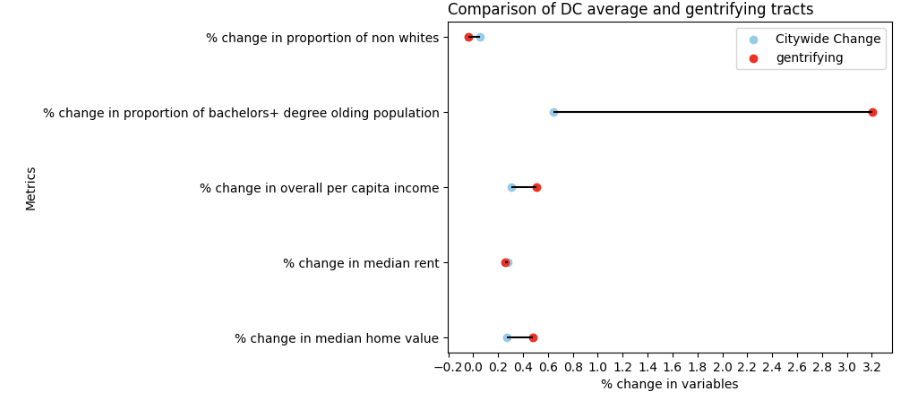 Comparison of DC average and gentrifying tracts
Citywide Change
gentrifying
% change in proportion of non whites
% change in proportion of bachelors+ degree olding population
% change in overall per capita income
% change in median rent
% change in median home value
Metrics
−0.2 0.0 0.2 0.4 0.6 0.8 1.0 1.2 1.4 1.6 1.8 2.0 2.2 2.4 2.6 2.8 3.0 3.2
% change in variables